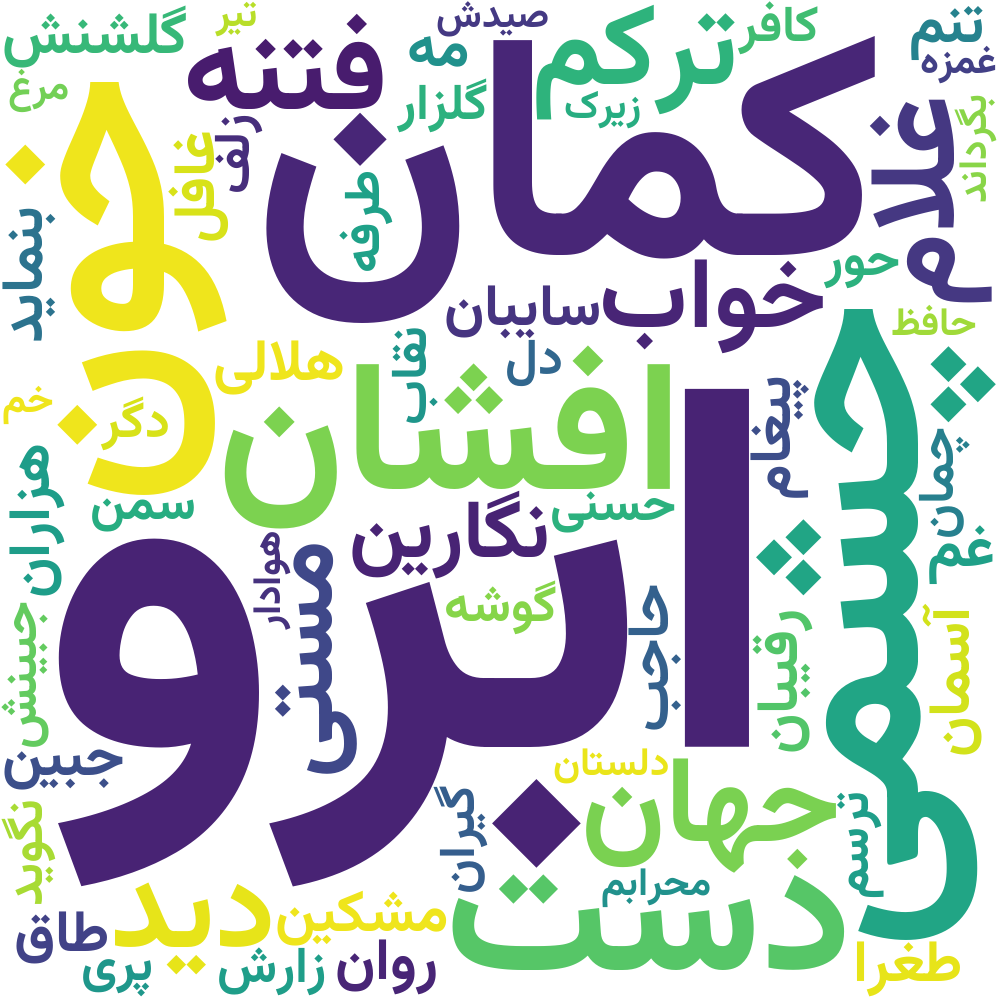 گلشنش
تیر
صیدش
کافر
تنم
غمزه
مرغ
فتنه
مه
ترکم
گلزار
زیرک
بگرداند
کمان
غلام
زلف
غافل
خون
طرفه
بنماید
حور
خواب
سایبان
حافظ
نقاب
دل
هلالی
افشان
چشمی
پیغام
خم
دگر
چمان
هزاران
سمن
حسنی
نگارین
غم
هوادار
مستی
ابرو
گوشه
حاجب
رقیبان
آسمان
جبینش
جبین
دلستان
جهان
گیران
ترسم
نگوید
محرابم
دست
دید
مشکین
طاق
پری
زارش
روان
طغرا